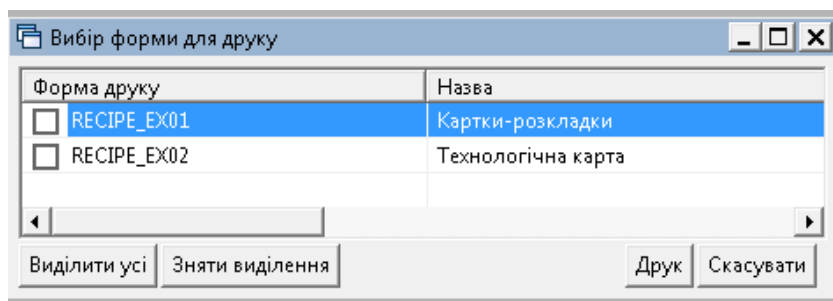 Вибір форми для друку
Форма друку Назва
RECIPE_EX01 Картки-розкладки
RECIPE_EX02 Технологічна карта
Виділити усі Зняти виділення Друк Скасувати